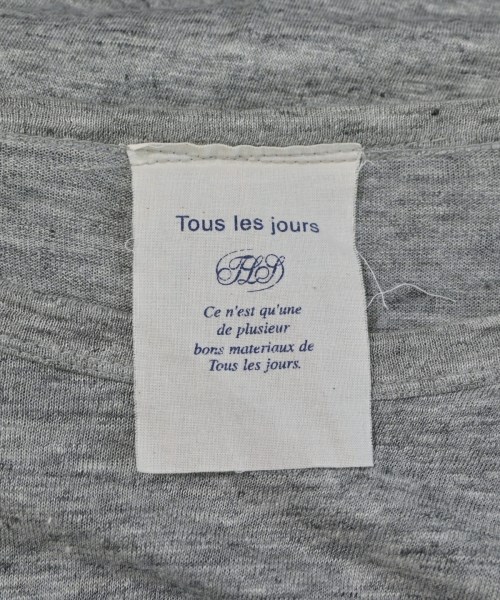 Tous les jours
TLJ
Ce n'est qu'une
de plusieur
bons materiaux de
Tous les jours.